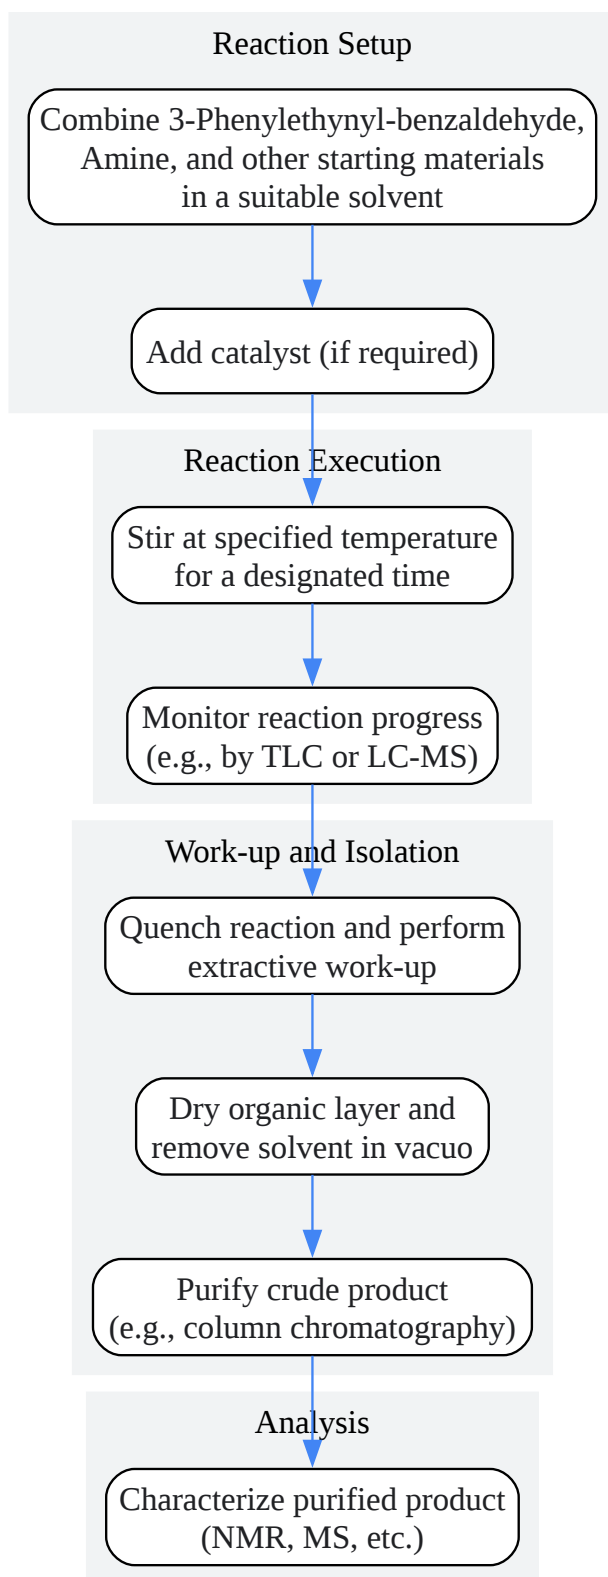 Reaction Setup
Combine 3-Phenylethynyl-benzaldehyde,
Amine, and other starting materials
in a suitable solvent
Add catalyst (if required)
Reaction Execution
Stir at specified temperature
for a designated time
Monitor reaction progress
(e.g., by TLC or LC-MS)
Work-up and Isolation
Quench reaction and perform
extractive work-up
Dry organic layer and
remove solvent in vacuo
Purify crude product
(e.g., column chromatography)
Analysis
Characterize purified product
(NMR, MS, etc.)